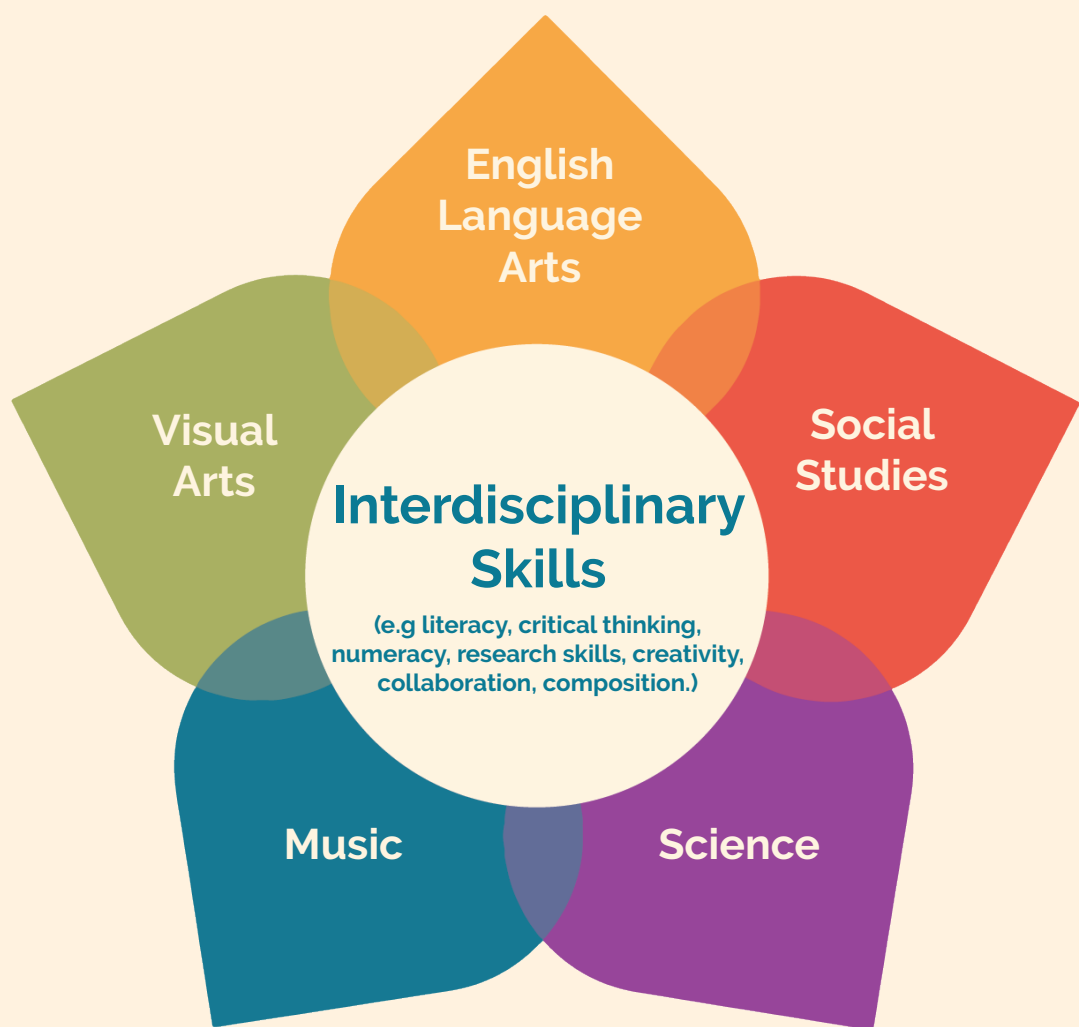 English
Language
Arts
Visual
Arts
Social
Studies
Interdisciplinary
Skills
(e.g literacy, critical thinking,
numeracy, research skills, creativity,
collaboration, composition.)
Music
Science